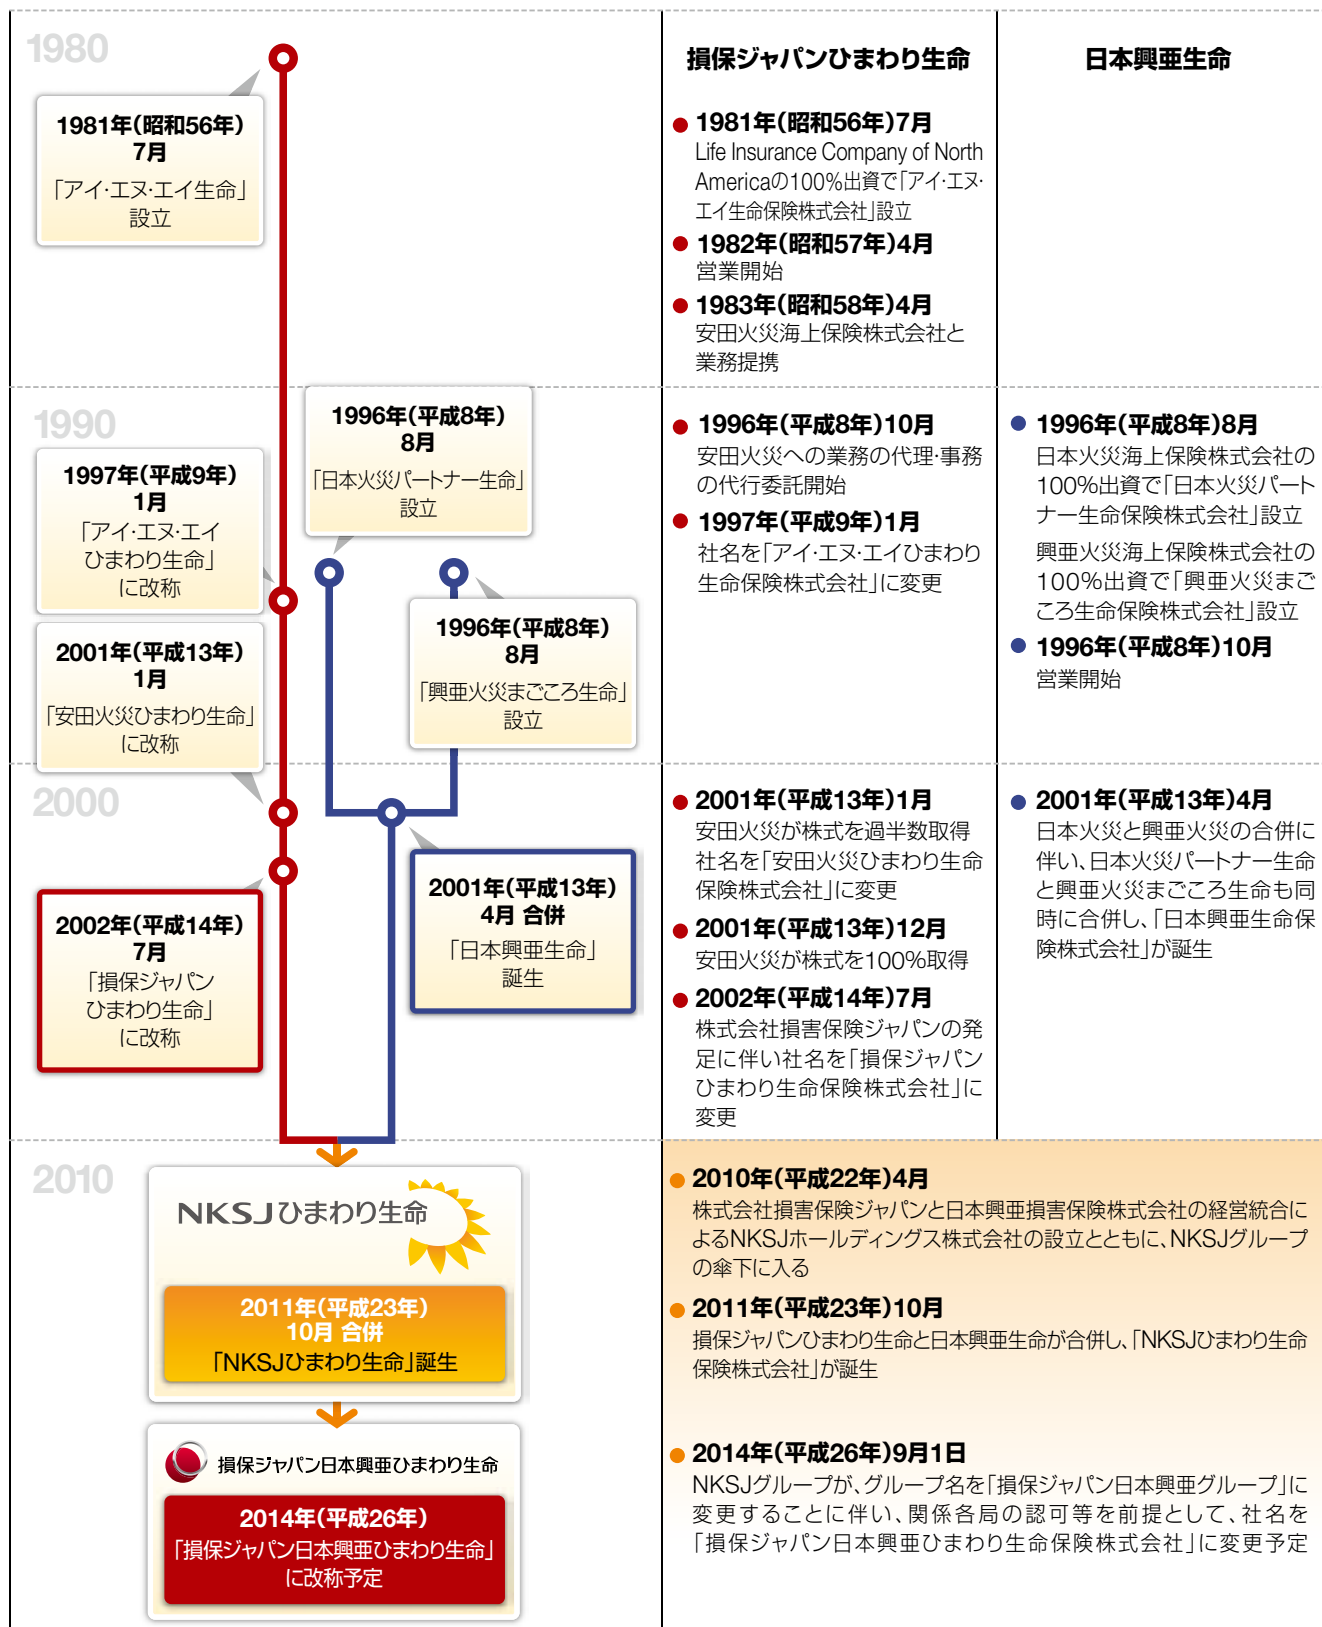 1980
1981年(昭和56年)
7月
「アイ・エヌ・エイ生命」
設立
1990
1997年(平成9年)
1月
「アイ・エヌ・エイ
ひまわり生命」
に改称
1996年(平成8年)
8月
「日本火災パートナー生命」
設立
1996年(平成8年)
8月
「興亜火災まごころ生命」
設立
2001年(平成13年)
1月
「安田火災ひまわり生命」
に改称
2000
2002年(平成14年)
7月
「損保ジャパン
ひまわり生命」
に改称
2001年(平成13年)
4月 合併
「日本興亜生命」
誕生
2010
NKSJひまわり生命
2011年(平成23年)
10月 合併
「NKSJひまわり生命」誕生
損保ジャパン日本興亜ひまわり生命
2014年(平成26年)
「損保ジャパン日本興亜ひまわり生命」
に改称予定
損保ジャパンひまわり生命
1981年(昭和56年)7月
Life Insurance Company of North
Americaの100%出資で「アイ・エヌ・
エイ生命保険株式会社」設立
1982年(昭和57年)4月
営業開始
1983年(昭和58年)4月
安田火災海上保険株式会社と
業務提携
1996年(平成8年)10月
安田火災への業務の代理・事務
の代行委託開始
1997年(平成9年)1月
社名を「アイ・エヌ・エイひまわり
生命保険株式会社」に変更
2001年(平成13年)1月
安田火災が株式を過半数取得
社名を「安田火災ひまわり生命
保険株式会社」に変更
2001年(平成13年)12月
安田火災が株式を100%取得
2002年(平成14年)7月
株式会社損害保険ジャパンの発
足に伴い社名を「損保ジャパン
ひまわり生命保険株式会社」に
変更
日本興亜生命
1996年(平成8年)8月
日本火災海上保険株式会社の
100%出資で「日本火災パート
ナー生命保険株式会社」設立
興亜火災海上保険株式会社の
100%出資で「興亜火災まご
ころ生命保険株式会社」設立
1996年(平成8年)10月
営業開始
2001年(平成13年)4月
日本火災と興亜火災の合併に
伴い、日本火災パートナー生命
と興亜火災まごころ生命も同
時に合併し、「日本興亜生命保
険株式会社」が誕生
2010年(平成22年)4月
株式会社損害保険ジャパンと日本興亜損害保険株式会社の経営統合に
よるNKSJホールディングス株式会社の設立とともに、NKSJグループ
の傘下に入る
2011年(平成23年)10月
損保ジャパンひまわり生命と日本興亜生命が合併し、「NKSJひまわり生命
保険株式会社」が誕生
2014年(平成26年)9月1日
NKSJグループが、グループ名を「損保ジャパン日本興亜グループ」に
変更することに伴い、関係各局の認可等を前提として、社名を
「損保ジャパン日本興亜ひまわり生命保険株式会社」に変更予定